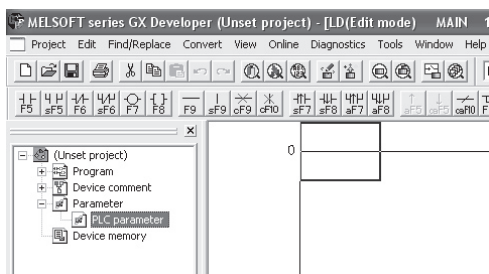 MELSOFT series GX Developer (Unset project) - [LD(Edit mode) MAIN 1
Project Edit Find/Replace Convert View Online Diagnostics Tools Window Help
F5 sF5 F6 sF6 F7 F8 F9 sF9 cF9 cF10 sF7 sF8 aF7 aF8 aF5 caF5 caF10
0
(Unset project)
Program
Device comment
Parameter
PLC parameter
Device memory